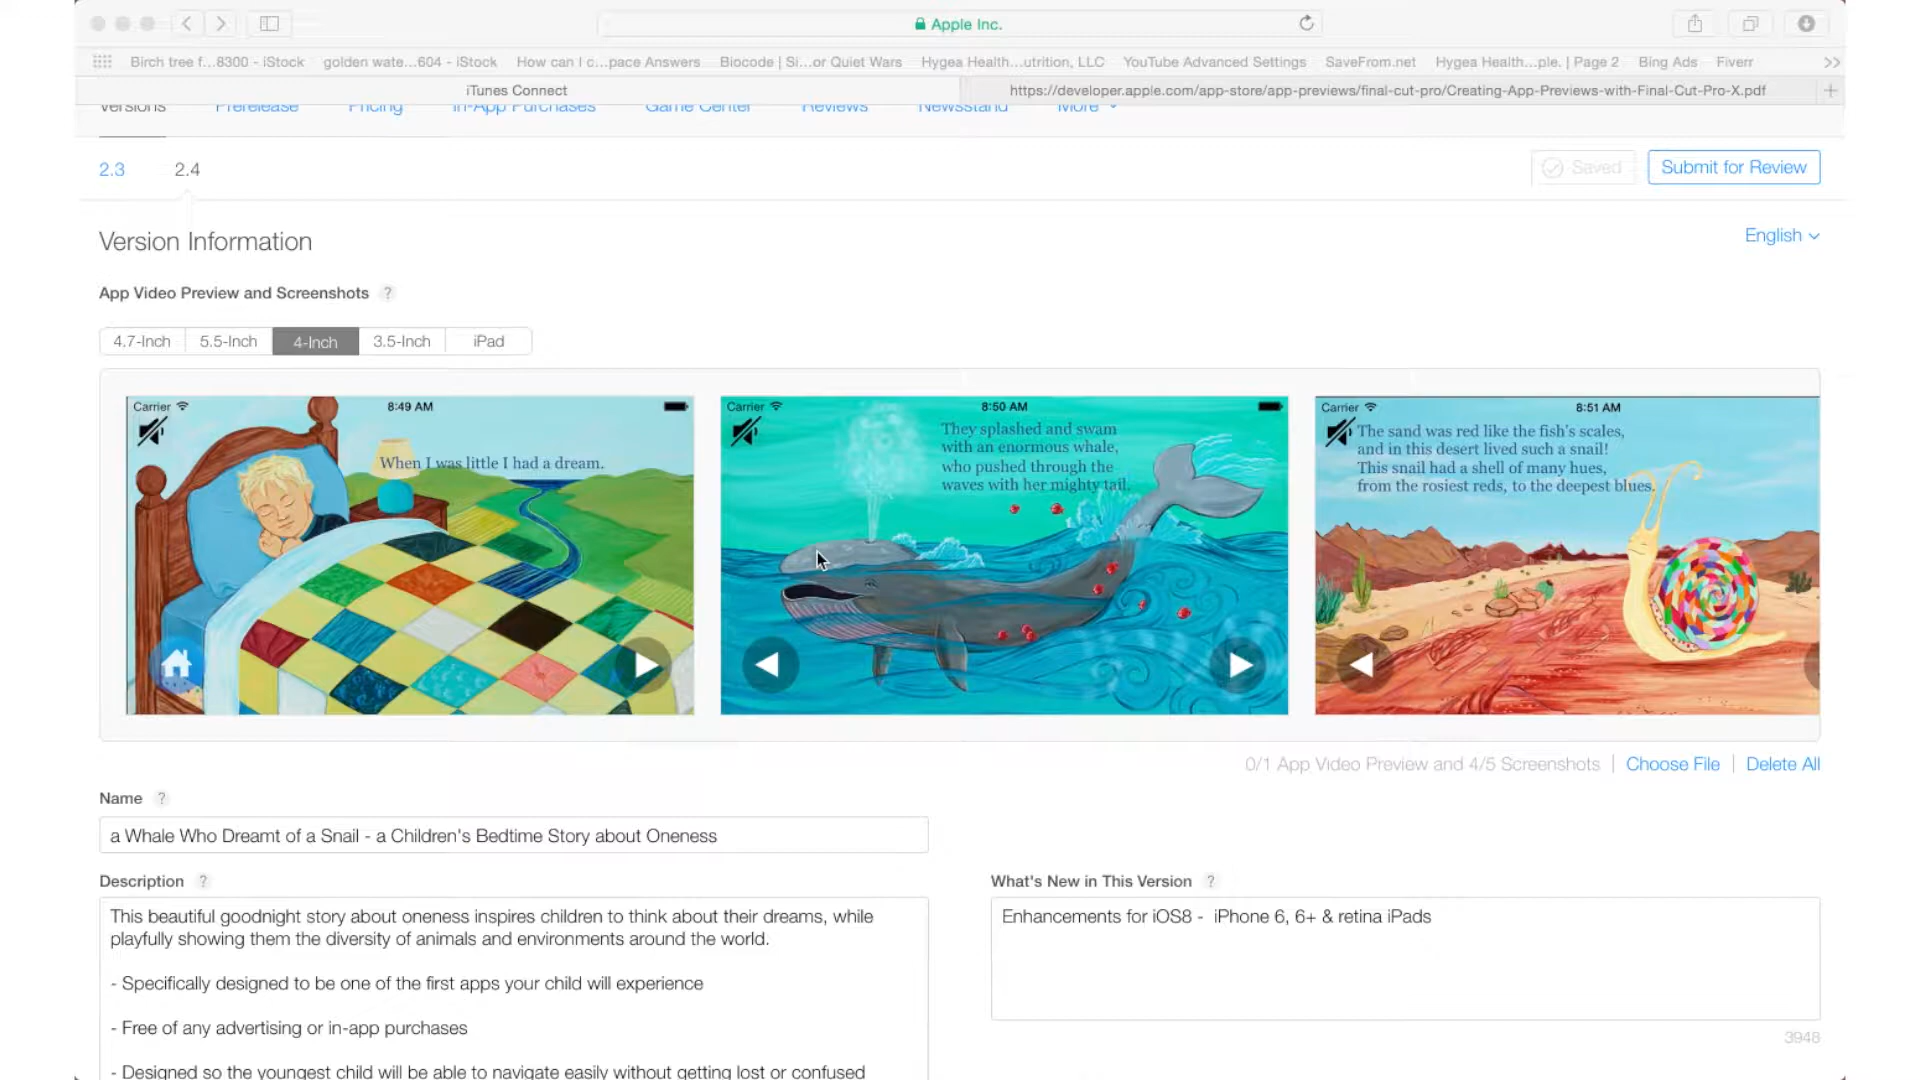 Apple Inc.
Birch tree f...8300 - iStock
golden wate...604 - iStock
How can I c...pace Answers
Biocode | Si...or Quiet Wars
Hygea Health...utrition, LLC
YouTube Advanced Settings
SaveFrom.net
Hygea Health...ple. | Page 2
Bing Ads
Fiverr
iTunes Connect
https://developer.apple.com/app-store/app-previews/final-cut-pro/Creating-App-Previews-with-Final-Cut-Pro-X.pdf
Versions
Prerelease
Pricing
In-App Purchases
Game Center
Reviews
Newsstand
More
2.3
2.4
Saved
Submit for Review
Version Information
English
App Video Preview and Screenshots ?
4.7-Inch
5.5-Inch
4-Inch
3.5-Inch
iPad
Carrier
8:49 AM
When I was little I had a dream.
Carrier
8:50 AM
They splashed and swam
with an enormous whale,
who pushed through the
waves with her mighty tail.
Carrier
8:51 AM
The sand was red like the fish's scales,
and in this desert lived such a snail!
This snail had a shell of many hues,
from the rosiest reds, to the deepest blues.
0/1 App Video Preview and 4/5 Screenshots | Choose File | Delete All
Name ?
a Whale Who Dreamt of a Snail - a Children's Bedtime Story about Oneness
Description ?
This beautiful goodnight story about oneness inspires children to think about their dreams, while
playfully showing them the diversity of animals and environments around the world.
- Specifically designed to be one of the first apps your child will experience
- Free of any advertising or in-app purchases
- Designed so the youngest child will be able to navigate easily without getting lost or confused
What's New in This Version ?
Enhancements for iOS8 -  iPhone 6, 6+ & retina iPads
3948